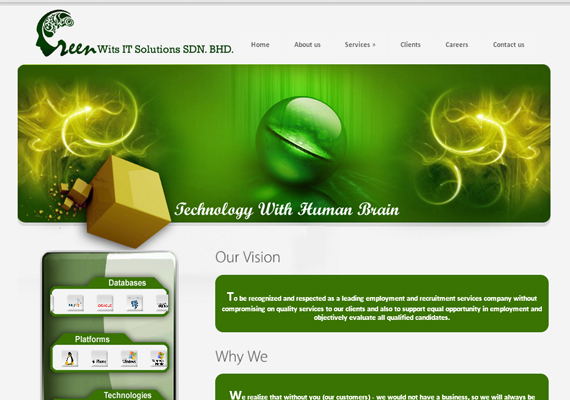 Green Wits IT Solutions SDN. BHD.
Home About us Services » Clients Careers Contact us
Technology With Human Brain
Our Vision
To be recognized and respected as a leading employment and recruitment services company without
compromising on quality services to our clients and also to support equal opportunity in employment and
objectively evaluate all qualified candidates.
Why We
We realize that without you (our customers) - we would not have a business, so we will always be
Databases
ORACLE
Platforms
Technologies